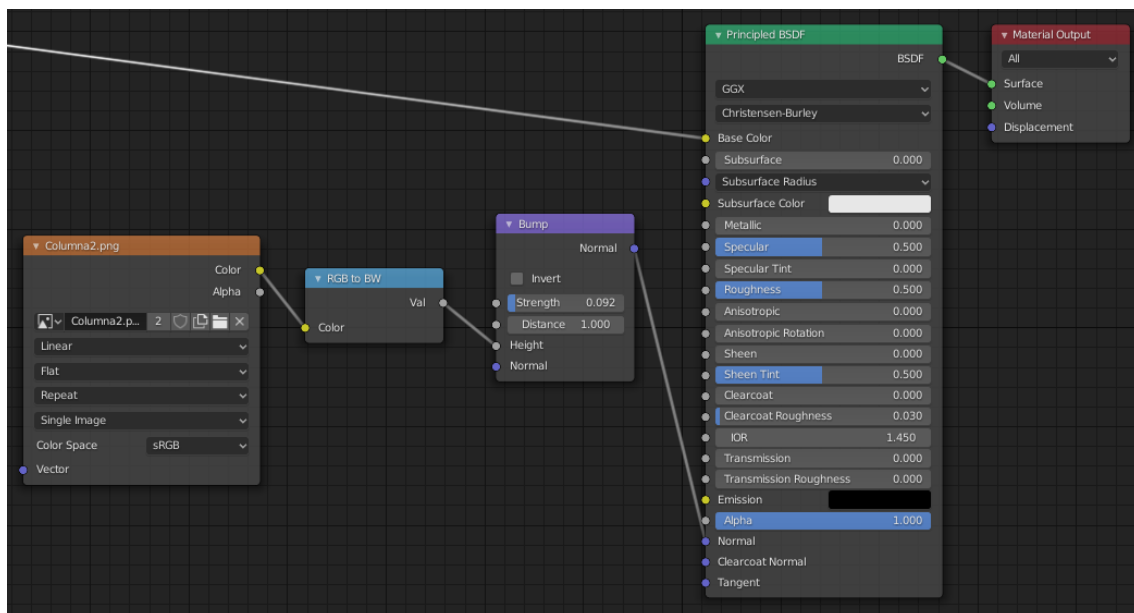 Columna2.png
Color
Alpha
Columna2.p... 2
Linear
Flat
Repeat
Single Image
Color Space sRGB
Vector
RGB to BW
Val
Color
Bump
Normal
Invert
Strength 0.092
Distance 1.000
Height
Normal
Principled BSDF
BSDF
GGX
Christensen-Burley
Base Color
Subsurface 0.000
Subsurface Radius
Subsurface Color
Metallic 0.000
Specular 0.500
Specular Tint 0.000
Roughness 0.500
Anisotropic 0.000
Anisotropic Rotation 0.000
Sheen 0.000
Sheen Tint 0.500
Clearcoat 0.000
Clearcoat Roughness 0.030
IOR 1.450
Transmission 0.000
Transmission Roughness 0.000
Emission
Alpha 1.000
Normal
Clearcoat Normal
Tangent
Material Output
All
Surface
Volume
Displacement